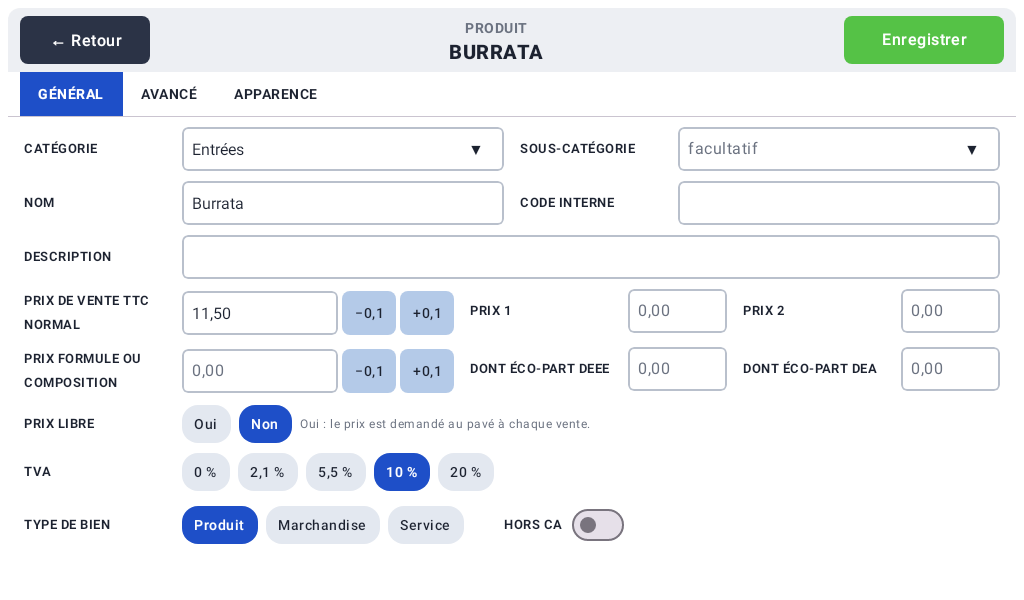 ← Retour
PRODUIT
BURRATA
Enregistrer
GÉNÉRAL AVANCÉ APPARENCE
CATÉGORIE Entrées ▼ SOUS-CATÉGORIE facultatif ▼
NOM Burrata CODE INTERNE
DESCRIPTION
PRIX DE VENTE TTC NORMAL 11,50 −0,1 +0,1 PRIX 1 0,00 PRIX 2 0,00
PRIX FORMULE OU COMPOSITION 0,00 −0,1 +0,1 DONT ÉCO-PART DEEE 0,00 DONT ÉCO-PART DEA 0,00
PRIX LIBRE Oui Non Oui : le prix est demandé au pavé à chaque vente.
TVA 0 % 2,1 % 5,5 % 10 % 20 %
TYPE DE BIEN Produit Marchandise Service HORS CA